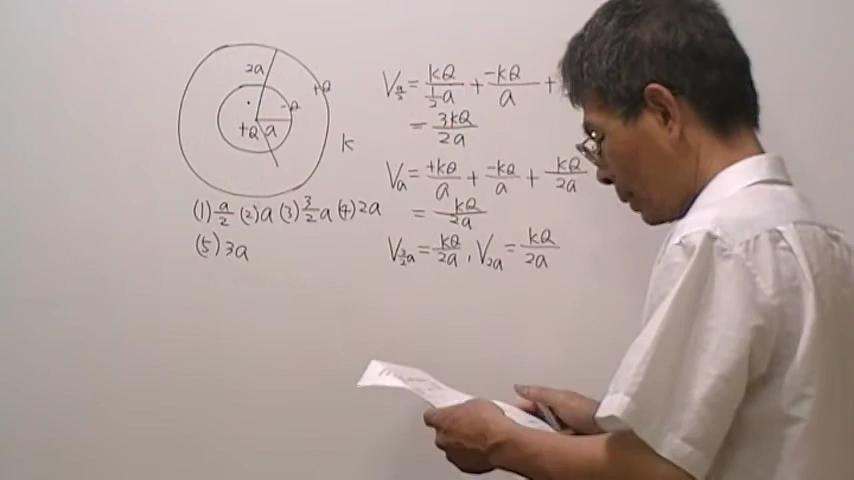 2a
+Q
-Q
+Q a
K
(1) a/2 (2) a (3) 3/2 a (4) 2a
(5) 3a
V_{a/2} = kQ/(1/2 a) + -kQ/a +
= 3kQ/2a
V_a = +kQ/a + -kQ/a + kQ/2a
= kQ/2a
V_{3/2 a} = kQ/2a , V_{2a} = kQ/2a